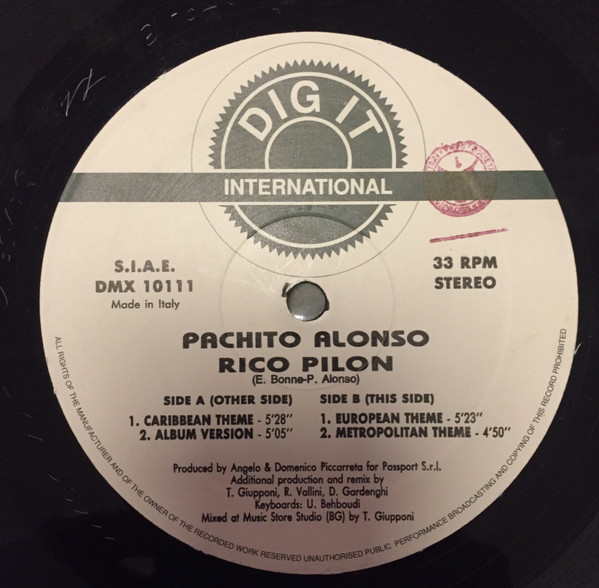 DIG IT
INTERNATIONAL
S.I.A.E.
DMX 10111
Made in Italy
33 RPM
STEREO
PACHITO ALONSO
RICO PILON
(E. Bonne-P. Alonso)
SIDE A (OTHER SIDE)
1. CARIBBEAN THEME - 5'28"
2. ALBUM VERSION - 5'05"
SIDE B (THIS SIDE)
1. EUROPEAN THEME - 5'23"
2. METROPOLITAN THEME - 4'50"
Produced by Angelo & Domenico Piccarreta for Passport S.r.l.
Additional production and remix by
T. Giupponi, R. Vallini, D. Gardenghi
Keyboards: U. Behboudi
Mixed at Music Store Studio (BG) by T. Giupponi
ALL RIGHTS OF THE MANUFACTURER AND OF THE OWNER OF THE RECORDED WORK RESERVED UNAUTHORISED PUBLIC PERFORMANCE BROADCASTING AND COPYING OF THIS RECORD PROHIBITED